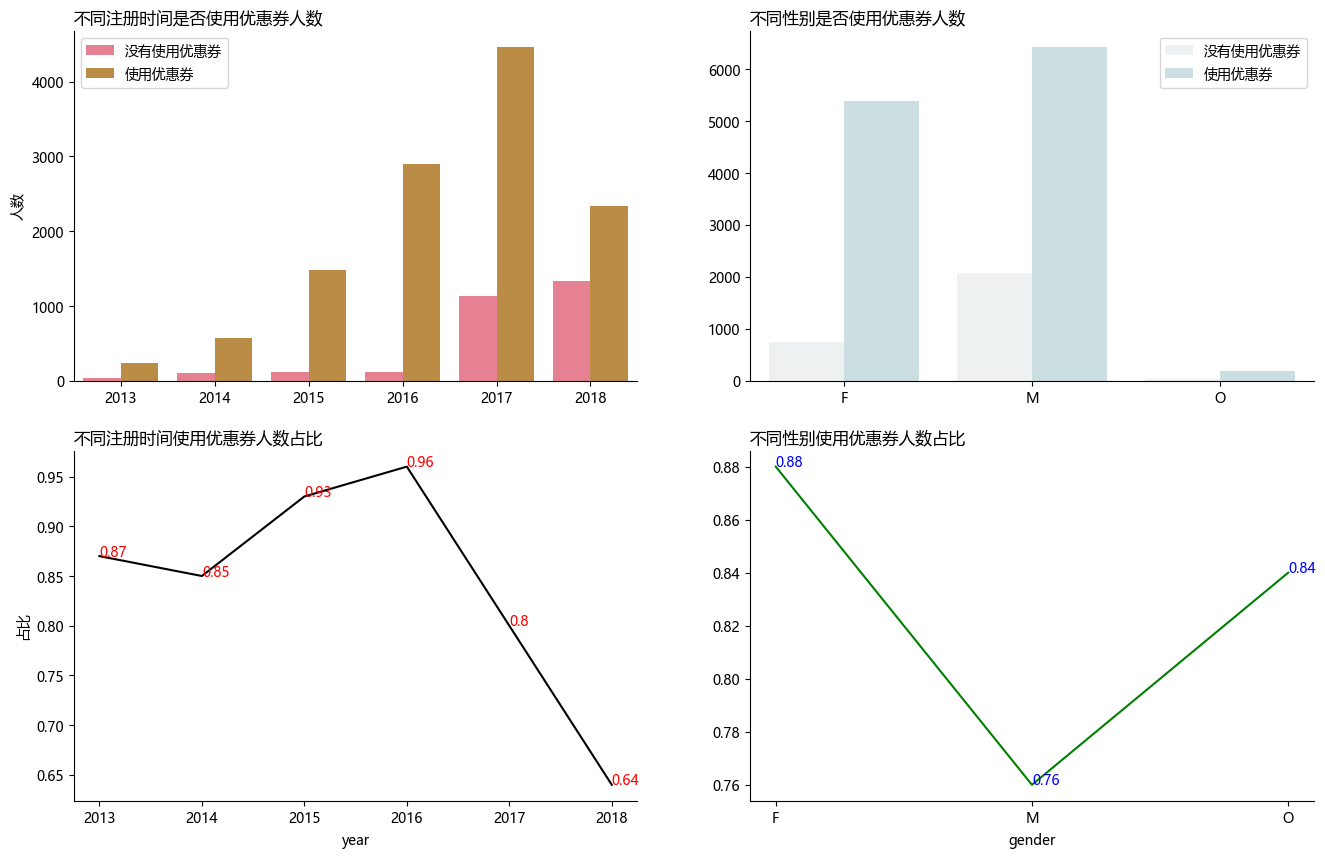 不同注册时间是否使用优惠券人数
没有使用优惠券
使用优惠券
4000
3000
2000
1000
0
人数
2013 2014 2015 2016 2017 2018
不同性别是否使用优惠券人数
没有使用优惠券
使用优惠券
6000
5000
4000
3000
2000
1000
0
F M O
不同注册时间使用优惠券人数占比
0.95
0.90
0.85
0.80
0.75
0.70
0.65
占比
0.87
0.85
0.93
0.96
0.8
0.64
2013 2014 2015 2016 2017 2018
year
不同性别使用优惠券人数占比
0.88
0.86
0.84
0.82
0.80
0.78
0.76
0.88
0.76
0.84
F M O
gender